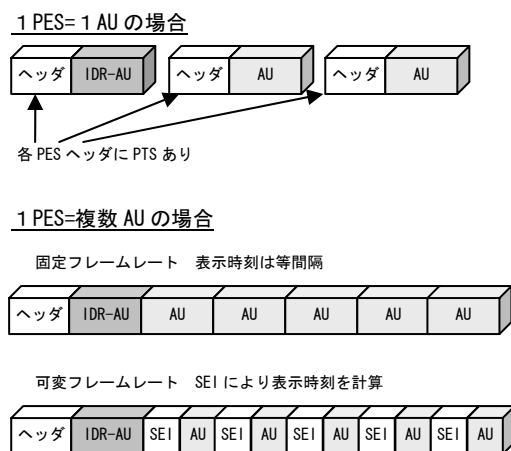 1 PES= 1 AU の場合
ヘッダ IDR-AU ヘッダ AU ヘッダ AU
各 PES ヘッダに PTS あり
1 PES=複数 AU の場合
固定フレームレート 表示時刻は等間隔
ヘッダ IDR-AU AU AU AU AU AU
可変フレームレート SEI により表示時刻を計算
ヘッダ IDR-AU SEI AU SEI AU SEI AU SEI AU SEI AU